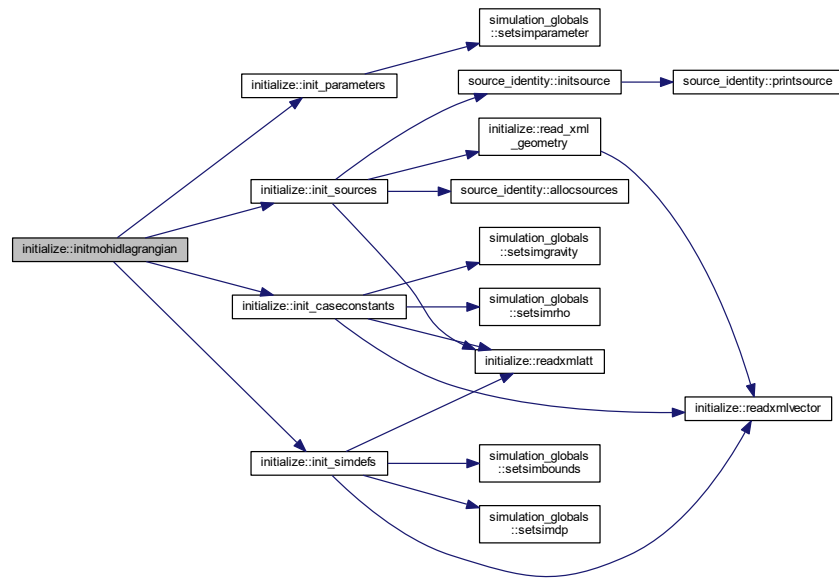 simulation_globals
::setsimparameter
initialize::init_parameters
source_identity::initsource
source_identity::printsource
initialize::read_xml
_geometry
initialize::init_sources
source_identity::allocsources
initialize::initmohidlagrangian
simulation_globals
::setsimgravity
initialize::init_caseconstants
simulation_globals
::setsimrho
initialize::readxmlatt
initialize::readxmlvector
initialize::init_simdefs
simulation_globals
::setsimbounds
simulation_globals
::setsimdp